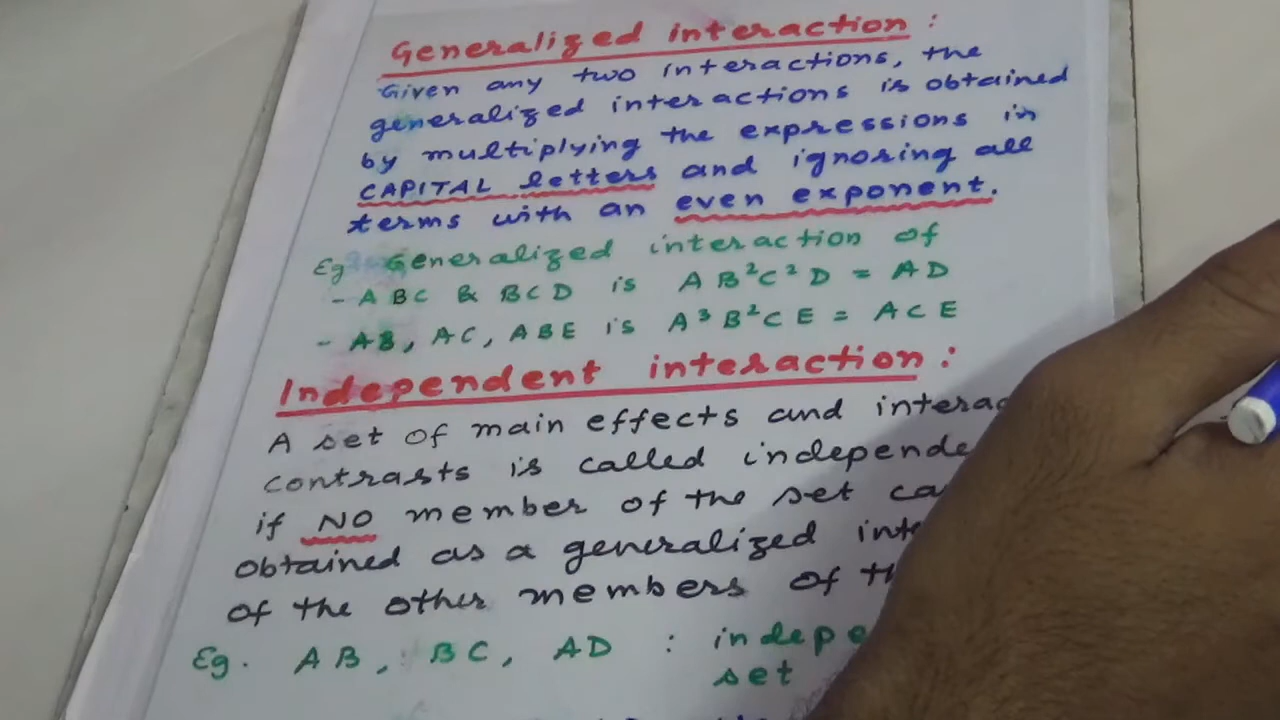 Generalized interaction :
Given any two interactions, the
generalized interactions is obtained
by multiplying the expressions in
CAPITAL letters and ignoring all
terms with an even exponent.
Eg Generalized interaction of
- ABC & BCD is AB²C²D = AD
- AB, AC, ABE is A³B²CE = ACE
Independent interaction :
A set of main effects and interac
contrasts is called independe
if NO member of the set ca
obtained as a generalized inte
of the other members of th
Eg. AB, BC, AD : indepe
set